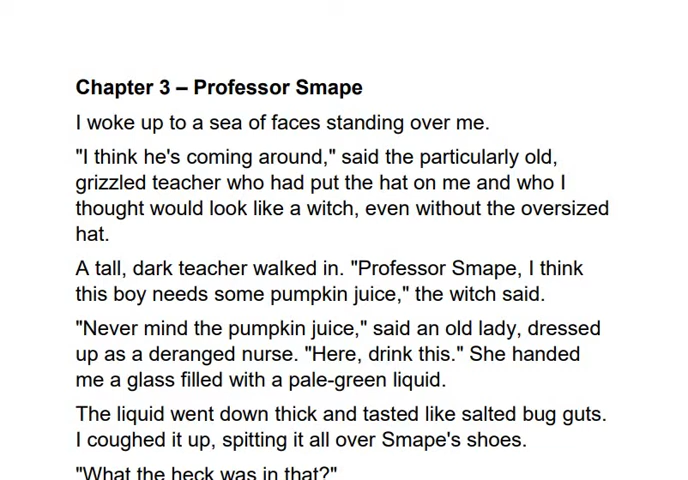 Chapter 3 – Professor Smape
I woke up to a sea of faces standing over me.
"I think he's coming around," said the particularly old,
grizzled teacher who had put the hat on me and who I
thought would look like a witch, even without the oversized
hat.
A tall, dark teacher walked in. "Professor Smape, I think
this boy needs some pumpkin juice," the witch said.
"Never mind the pumpkin juice," said an old lady, dressed
up as a deranged nurse. "Here, drink this." She handed
me a glass filled with a pale-green liquid.
The liquid went down thick and tasted like salted bug guts.
I coughed it up, spitting it all over Smape's shoes.
"What the heck was in that?"